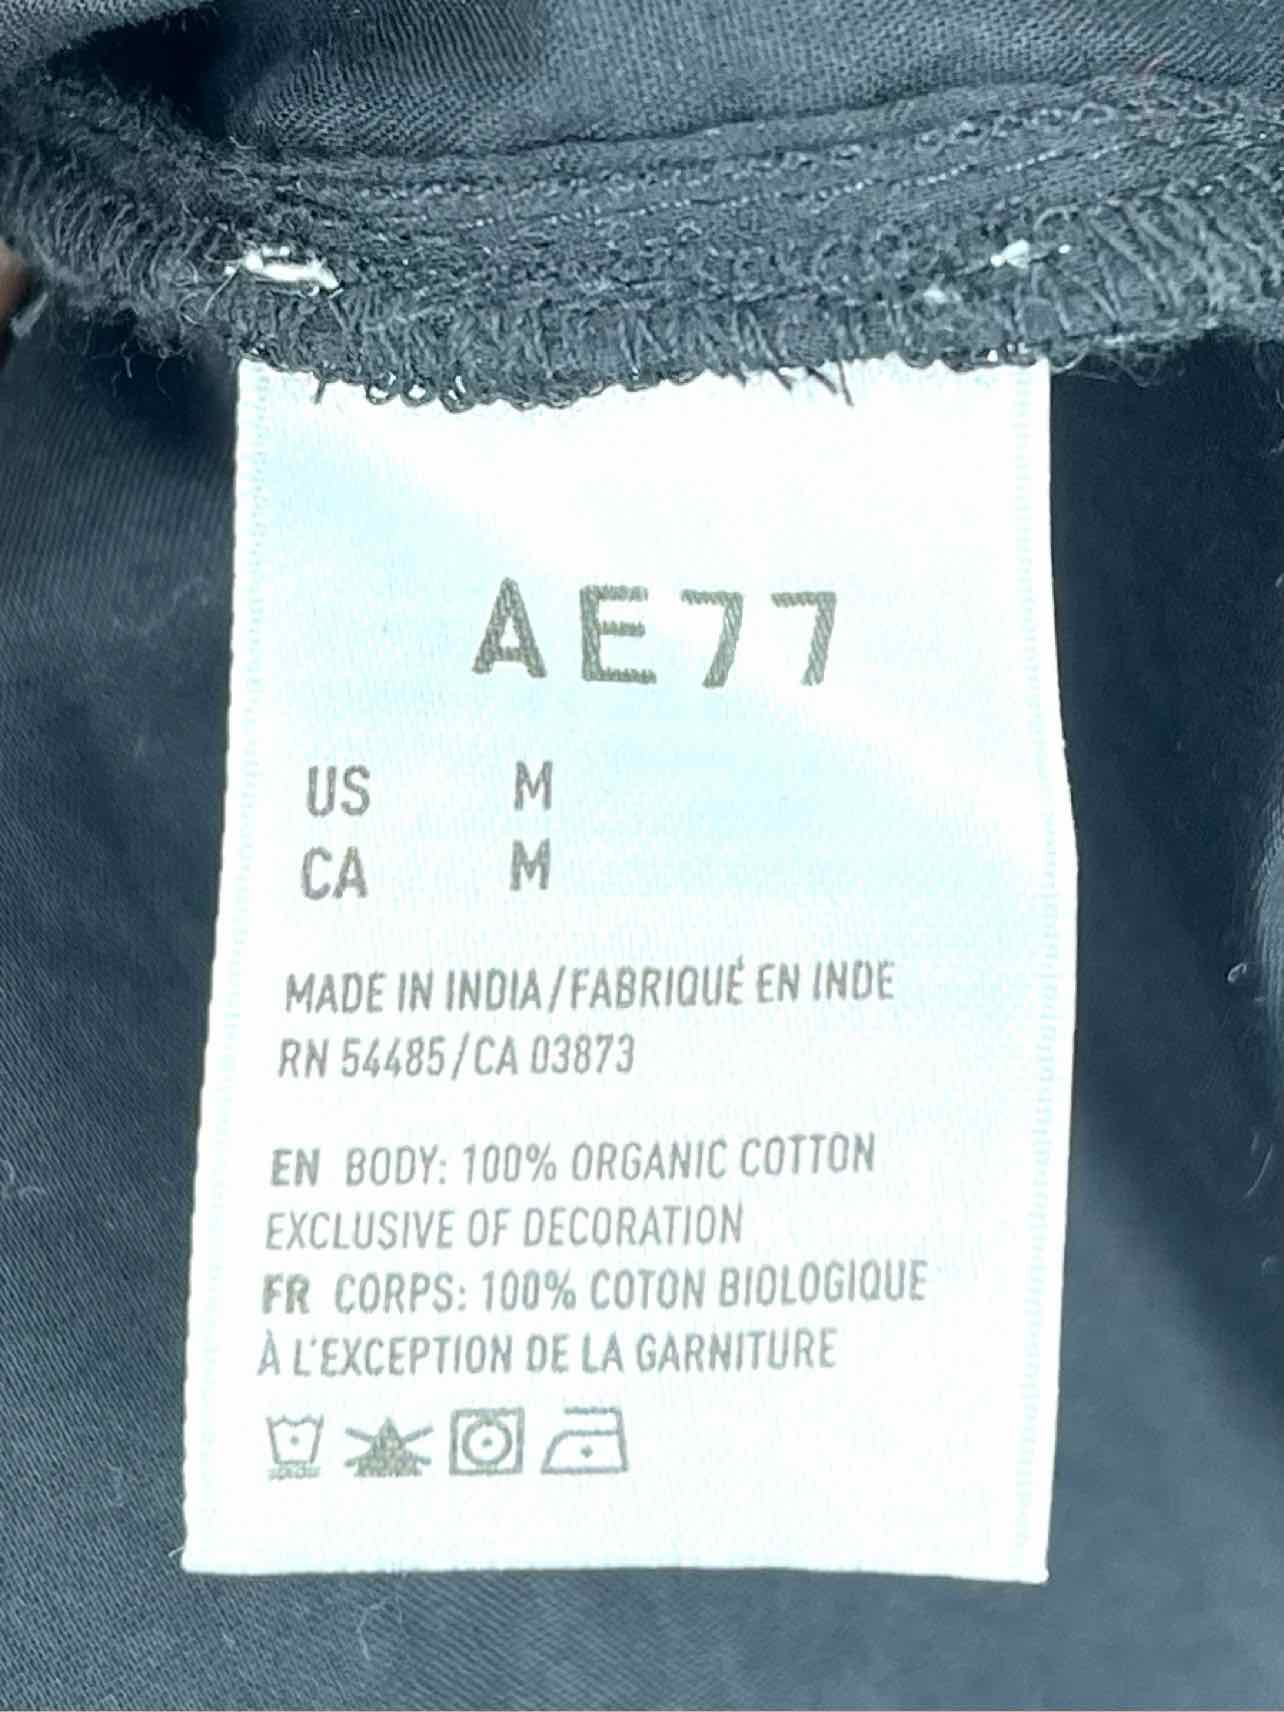 AE77
US M
CA M
MADE IN INDIA/FABRIQUÉ EN INDE
RN 54485/CA 03873
EN BODY: 100% ORGANIC COTTON
EXCLUSIVE OF DECORATION
FR CORPS: 100% COTON BIOLOGIQUE
À L'EXCEPTION DE LA GARNITURE